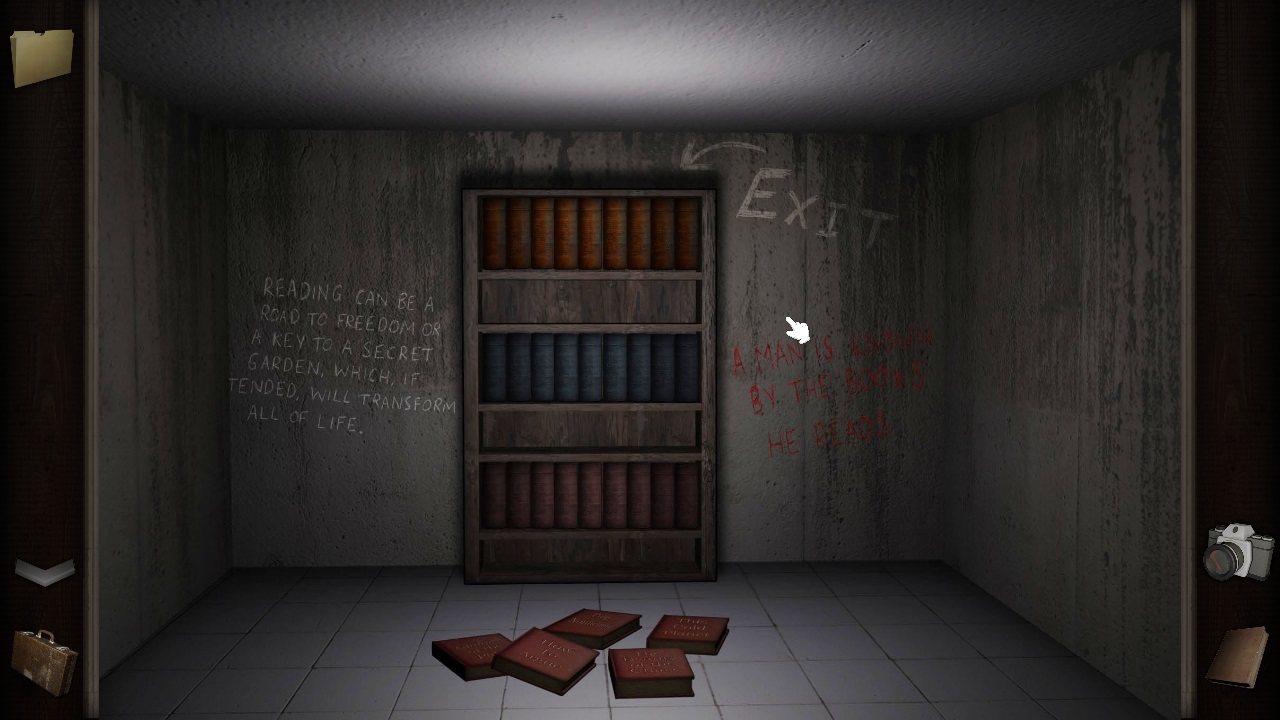 EXIT
READING CAN BE A
ROAD TO FREEDOM OR
A KEY TO A SECRET
GARDEN, WHICH, IF
TENDED, WILL TRANSFORM
ALL OF LIFE.
A MAN IS KNOWN
BY THE BOOKS
HE READS